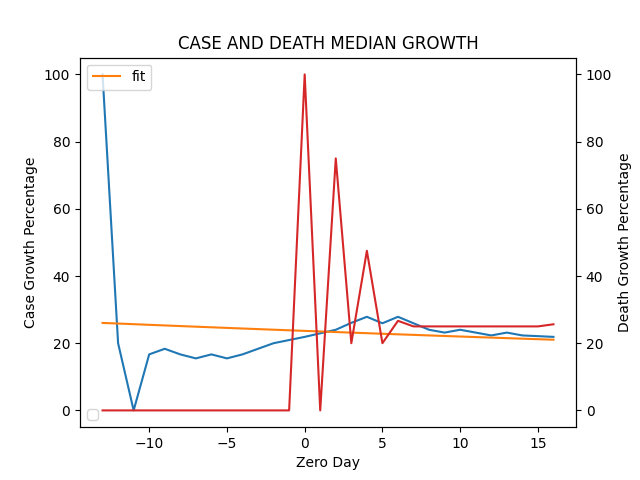 CASE AND DEATH MEDIAN GROWTH
fit
Case Growth Percentage
100
80
60
40
20
0
100
80
60
40
20
0
Death Growth Percentage
−10 −5 0 5 10 15
Zero Day